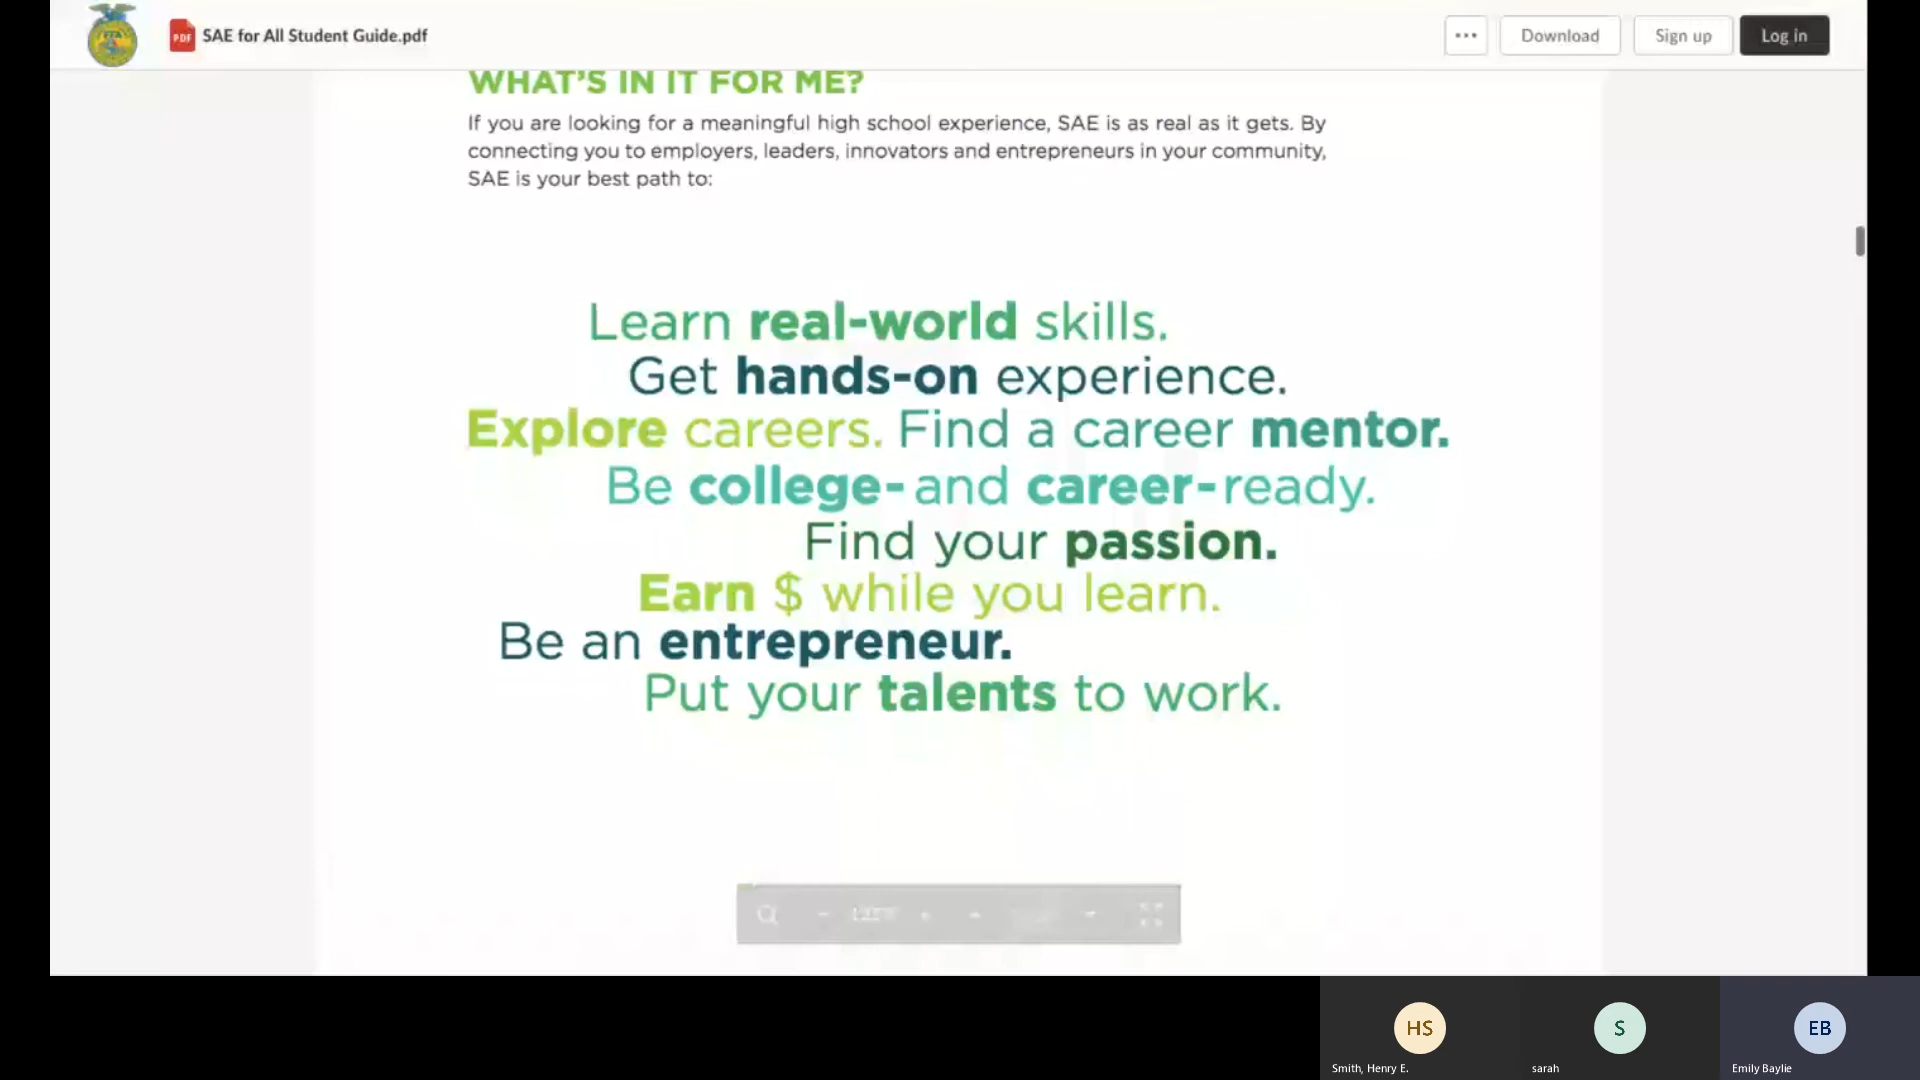 PDF SAE for All Student Guide.pdf
... Download Sign up Log in
WHAT'S IN IT FOR ME?
If you are looking for a meaningful high school experience, SAE is as real as it gets. By
connecting you to employers, leaders, innovators and entrepreneurs in your community,
SAE is your best path to:
Learn real-world skills.
Get hands-on experience.
Explore careers. Find a career mentor.
Be college- and career-ready.
Find your passion.
Earn $ while you learn.
Be an entrepreneur.
Put your talents to work.
HS S EB
Smith, Henry E. sarah Emily Baylie